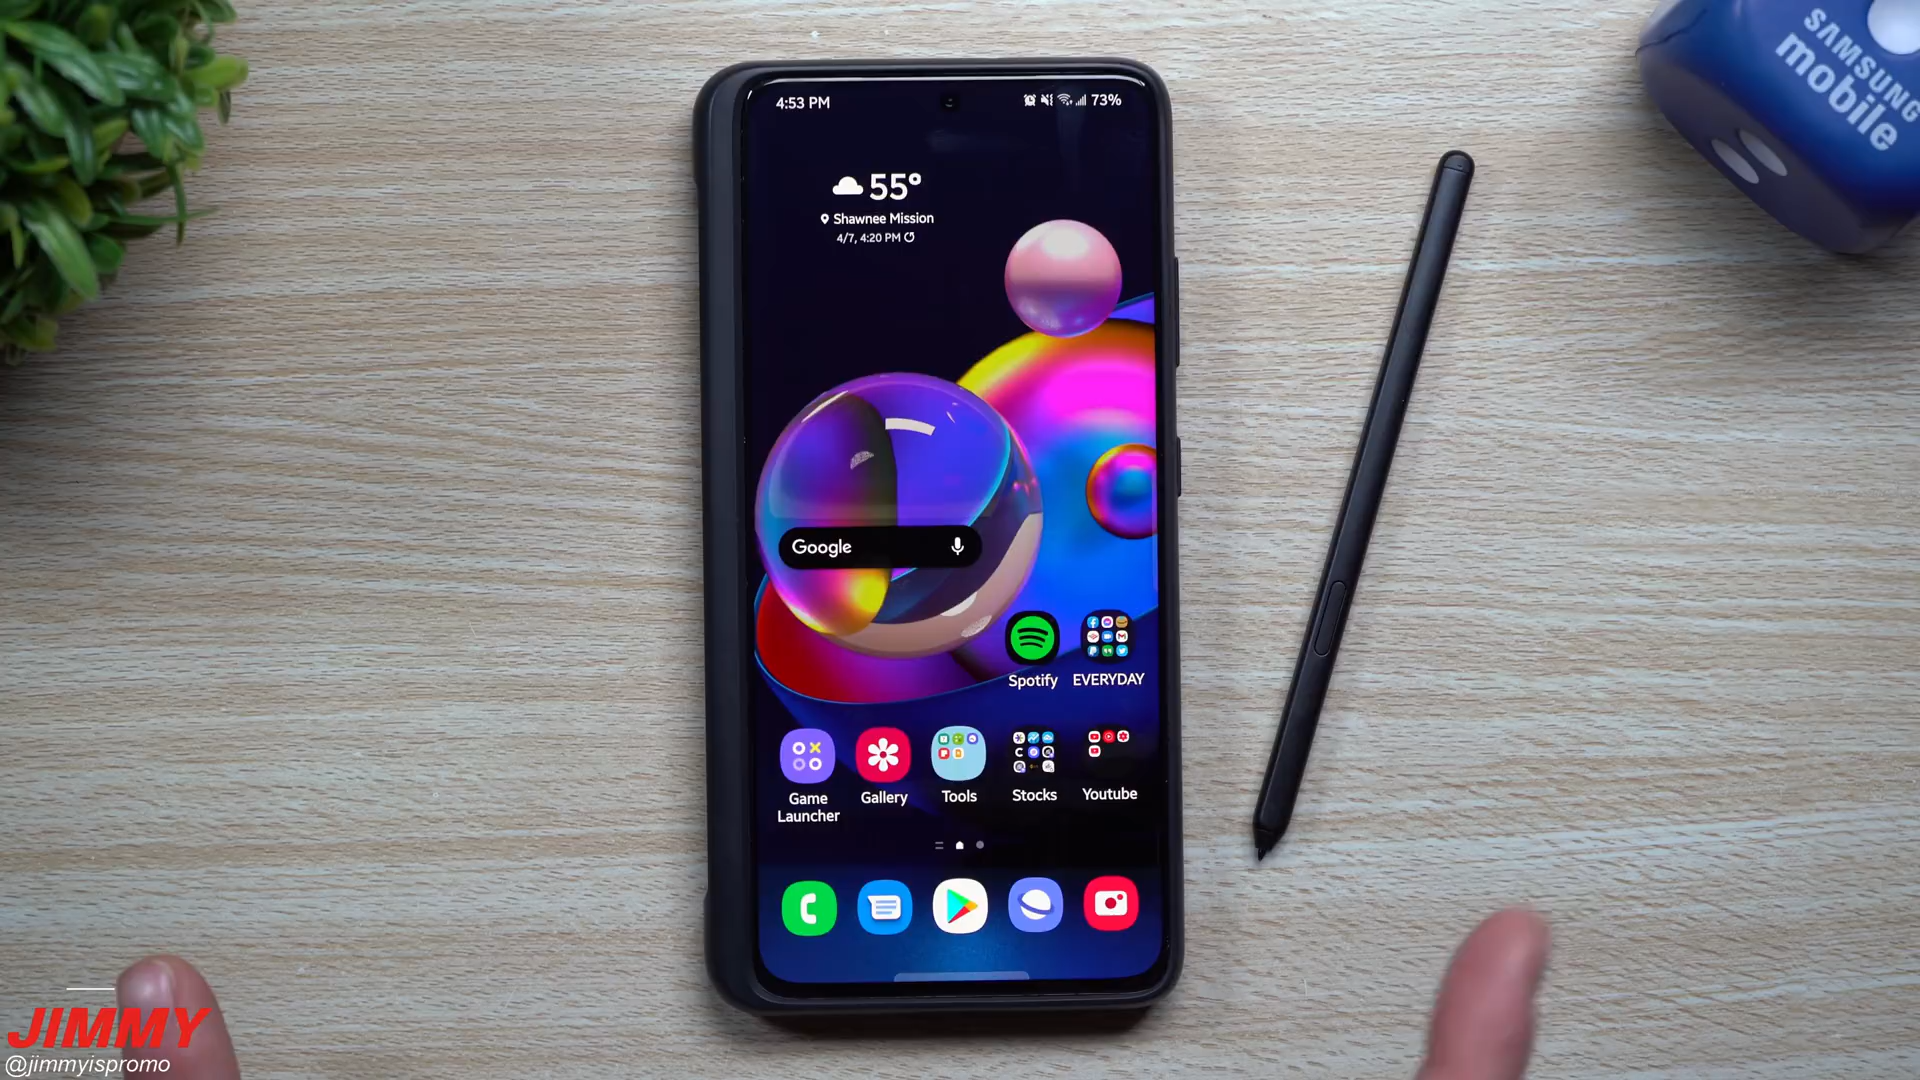 SAMSUNG
mobile
4:53 PM
73%
55°
Shawnee Mission
4/7, 4:20 PM
Google
Spotify
EVERYDAY
Game
Launcher
Gallery
Tools
Stocks
Youtube
JIMMY
@jimmyispromo